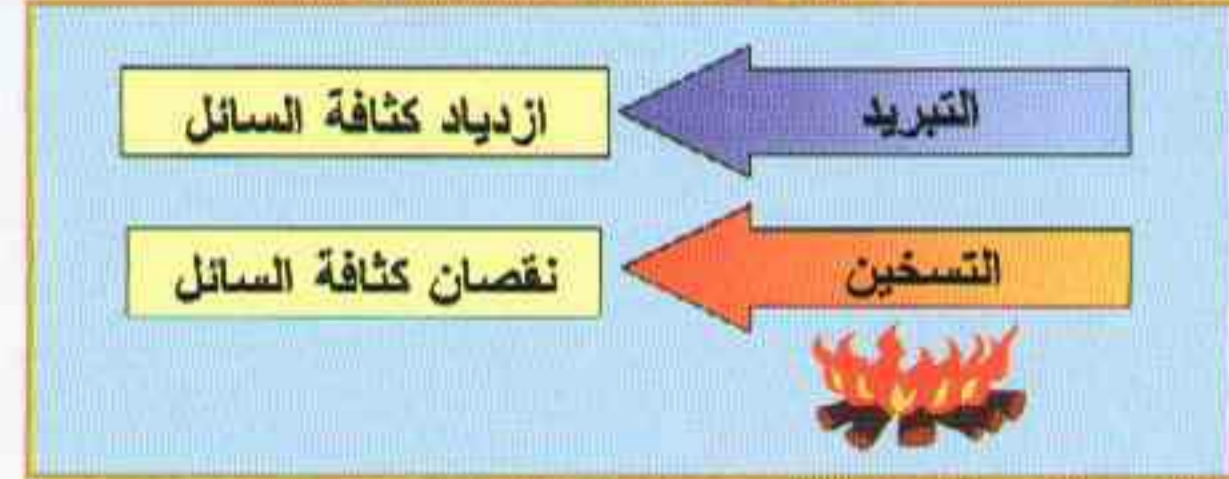 التبريد
ازدياد كثافة السائل
التسخين
نقصان كثافة السائل